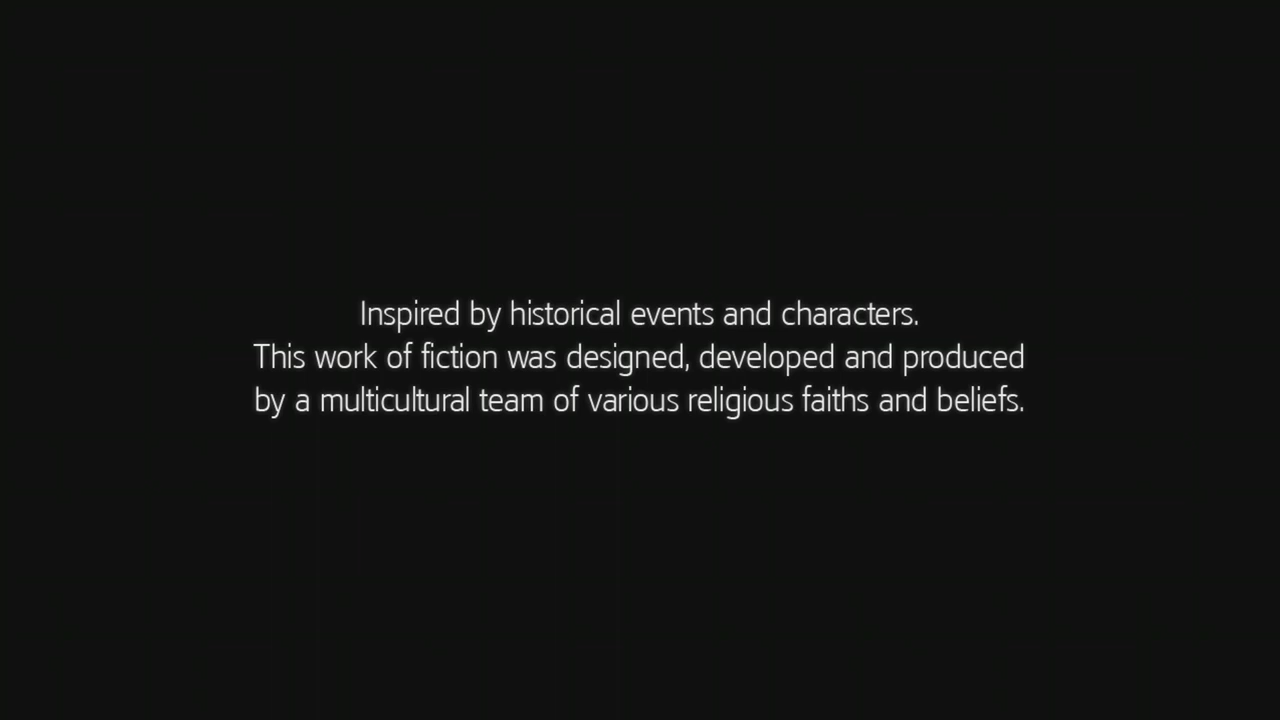 Inspired by historical events and characters.
This work of fiction was designed, developed and produced
by a multicultural team of various religious faiths and beliefs.